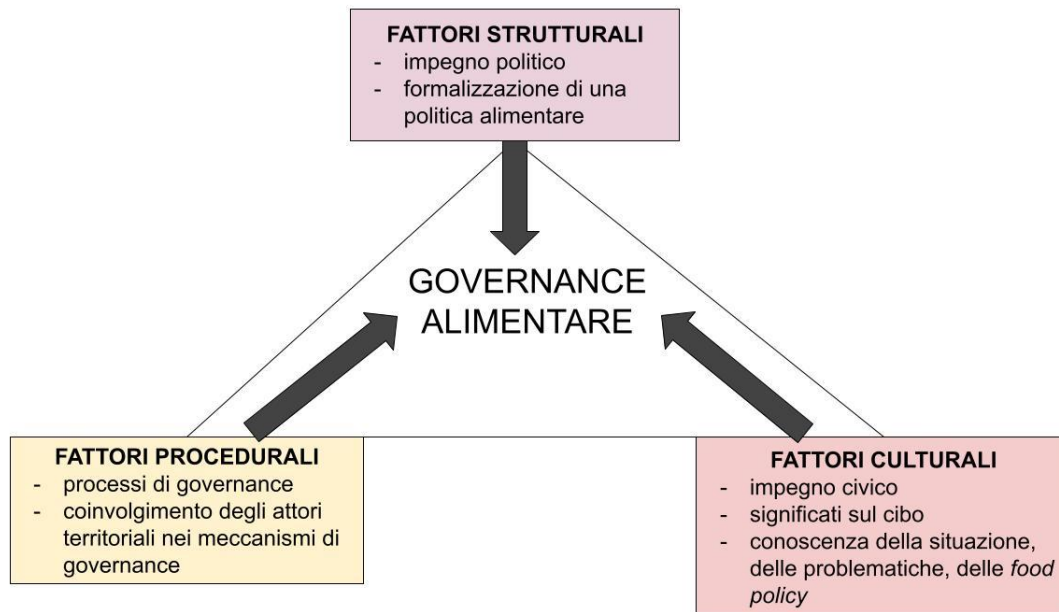 FATTORI STRUTTURALI
- impegno politico
- formalizzazione di una
politica alimentare
GOVERNANCE
ALIMENTARE
FATTORI PROCEDURALI
- processi di governance
- coinvolgimento degli attori
territoriali nei meccanismi di
governance
FATTORI CULTURALI
- impegno civico
- significati sul cibo
- conoscenza della situazione,
delle problematiche, delle food
policy